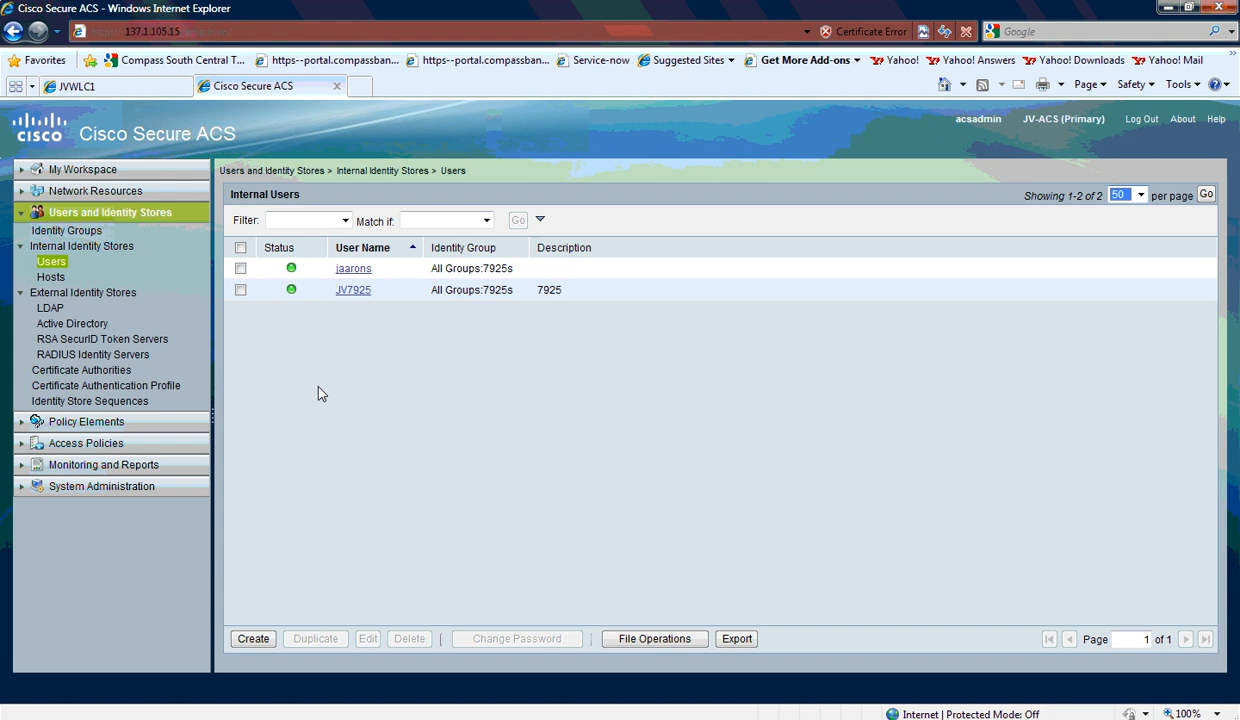 Cisco Secure ACS - Windows Internet Explorer
137.1.105.15
Certificate Error
Google
Favorites
Compass South Central T...
https--portal.compassban...
https--portal.compassban...
Service-now
Suggested Sites
Get More Add-ons
Yahoo!
Yahoo! Answers
Yahoo! Downloads
Yahoo! Mail
JVWLC1
Cisco Secure ACS
Page
Safety
Tools
CISCO
Cisco Secure ACS
acsadmin
JV-ACS (Primary)
Log Out
About
Help
My Workspace
Network Resources
Users and Identity Stores
Identity Groups
Internal Identity Stores
Users
Hosts
External Identity Stores
LDAP
Active Directory
RSA SecurID Token Servers
RADIUS Identity Servers
Certificate Authorities
Certificate Authentication Profile
Identity Store Sequences
Policy Elements
Access Policies
Monitoring and Reports
System Administration
Users and Identity Stores > Internal Identity Stores > Users
Internal Users
Showing 1-2 of 2 50 per page Go
Filter: Match if: Go
Status User Name Identity Group Description
jaarons All Groups:7925s
JV7925 All Groups:7925s 7925
Create Duplicate Edit Delete | Change Password | File Operations Export
Page 1 of 1
Internet | Protected Mode: Off
100%